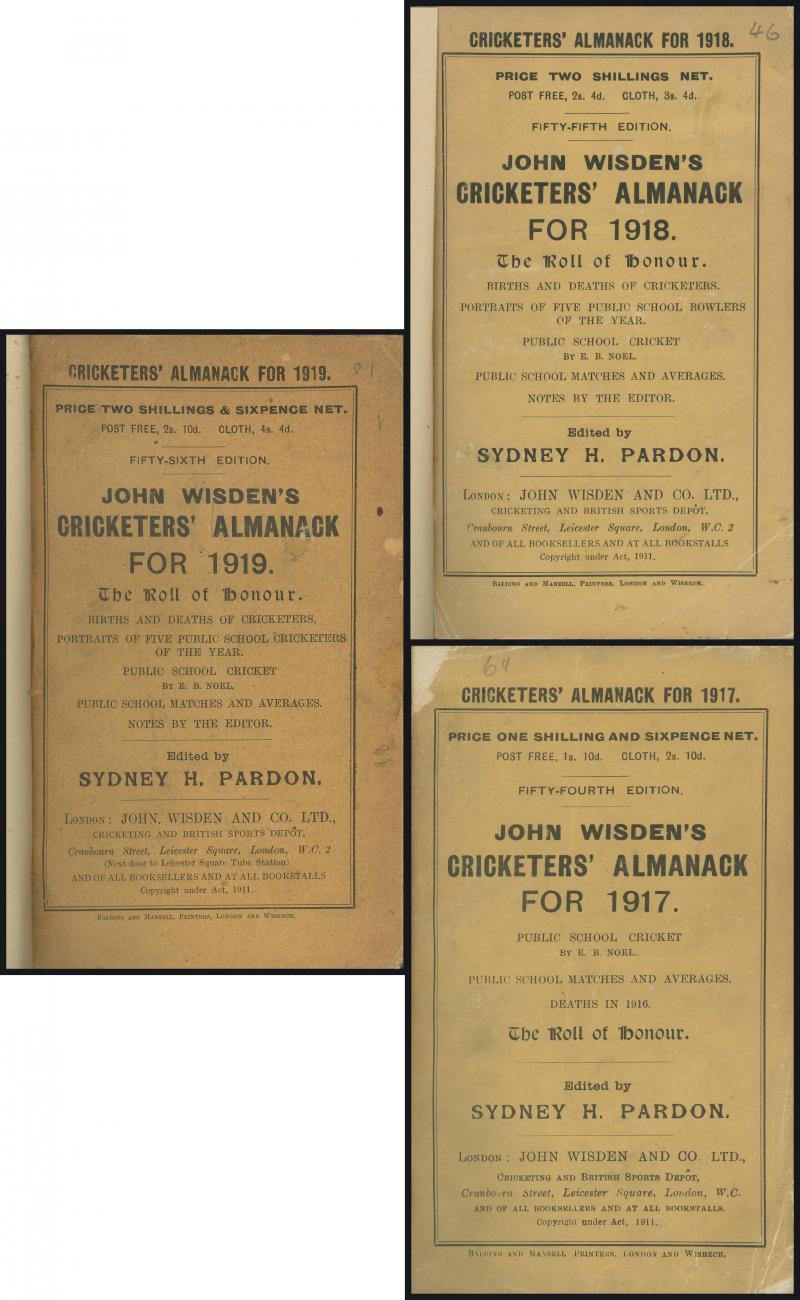 CRICKETERS' ALMANACK FOR 1918.
46
PRICE TWO SHILLINGS NET.
POST FREE, 2s. 4d. CLOTH, 3s. 4d.
FIFTY-FIFTH EDITION.
JOHN WISDEN'S
CRICKETERS' ALMANACK
FOR 1918.
The Roll of Honour.
BIRTHS AND DEATHS OF CRICKETERS.
PORTRAITS OF FIVE PUBLIC SCHOOL BOWLERS
OF THE YEAR.
PUBLIC SCHOOL CRICKET
BY E. B. NOEL.
PUBLIC SCHOOL MATCHES AND AVERAGES.
NOTES BY THE EDITOR.
Edited by
SYDNEY H. PARDON.
LONDON: JOHN WISDEN AND CO. LTD.,
CRICKETING AND BRITISH SPORTS DEPÔT,
Cranbourn Street, Leicester Square, London, W.C. 2
AND OF ALL BOOKSELLERS AND AT ALL BOOKSTALLS
Copyright under Act, 1911.
BALDING AND MANSELL, PRINTERS, LONDON AND WISBECH.
CRICKETERS' ALMANACK FOR 1919.
PRICE TWO SHILLINGS & SIXPENCE NET.
POST FREE, 2s. 10d. CLOTH, 4s. 4d.
FIFTY-SIXTH EDITION.
JOHN WISDEN'S
CRICKETERS' ALMANACK
FOR 1919.
The Roll of Honour.
BIRTHS AND DEATHS OF CRICKETERS.
PORTRAITS OF FIVE PUBLIC SCHOOL CRICKETERS
OF THE YEAR.
PUBLIC SCHOOL CRICKET
BY E. B. NOEL.
PUBLIC SCHOOL MATCHES AND AVERAGES.
NOTES BY THE EDITOR.
Edited by
SYDNEY H. PARDON.
LONDON: JOHN WISDEN AND CO. LTD.,
CRICKETING AND BRITISH SPORTS DEPÔT,
Cranbourn Street, Leicester Square, London, W.C. 2
(Next door to Leicester Square Tube Station)
AND OF ALL BOOKSELLERS AND AT ALL BOOKSTALLS
Copyright under Act, 1911.
BALDING AND MANSELL, PRINTERS, LONDON AND WISBECH.
CRICKETERS' ALMANACK FOR 1917.
PRICE ONE SHILLING AND SIXPENCE NET.
POST FREE, 1s. 10d. CLOTH, 2s. 10d.
FIFTY-FOURTH EDITION.
JOHN WISDEN'S
CRICKETERS' ALMANACK
FOR 1917.
PUBLIC SCHOOL CRICKET
BY E. B. NOEL.
PUBLIC SCHOOL MATCHES AND AVERAGES.
DEATHS IN 1916.
The Roll of Honour.
Edited by
SYDNEY H. PARDON.
LONDON: JOHN WISDEN AND CO. LTD.,
CRICKETING AND BRITISH SPORTS DEPÔT,
Cranbourn Street, Leicester Square, London, W.C.
AND OF ALL BOOKSELLERS AND AT ALL BOOKSTALLS.
Copyright under Act, 1911.
BALDING AND MANSELL PRINTERS, LONDON AND WISBECH.